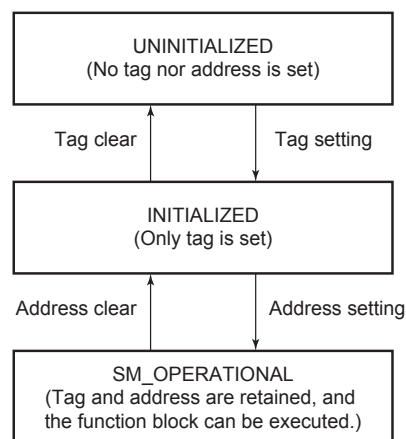 UNINITIALIZED
(No tag nor address is set)
Tag clear
Tag setting
INITIALIZED
(Only tag is set)
Address clear
Address setting
SM_OPERATIONAL
(Tag and address are retained, and
the function block can be executed.)